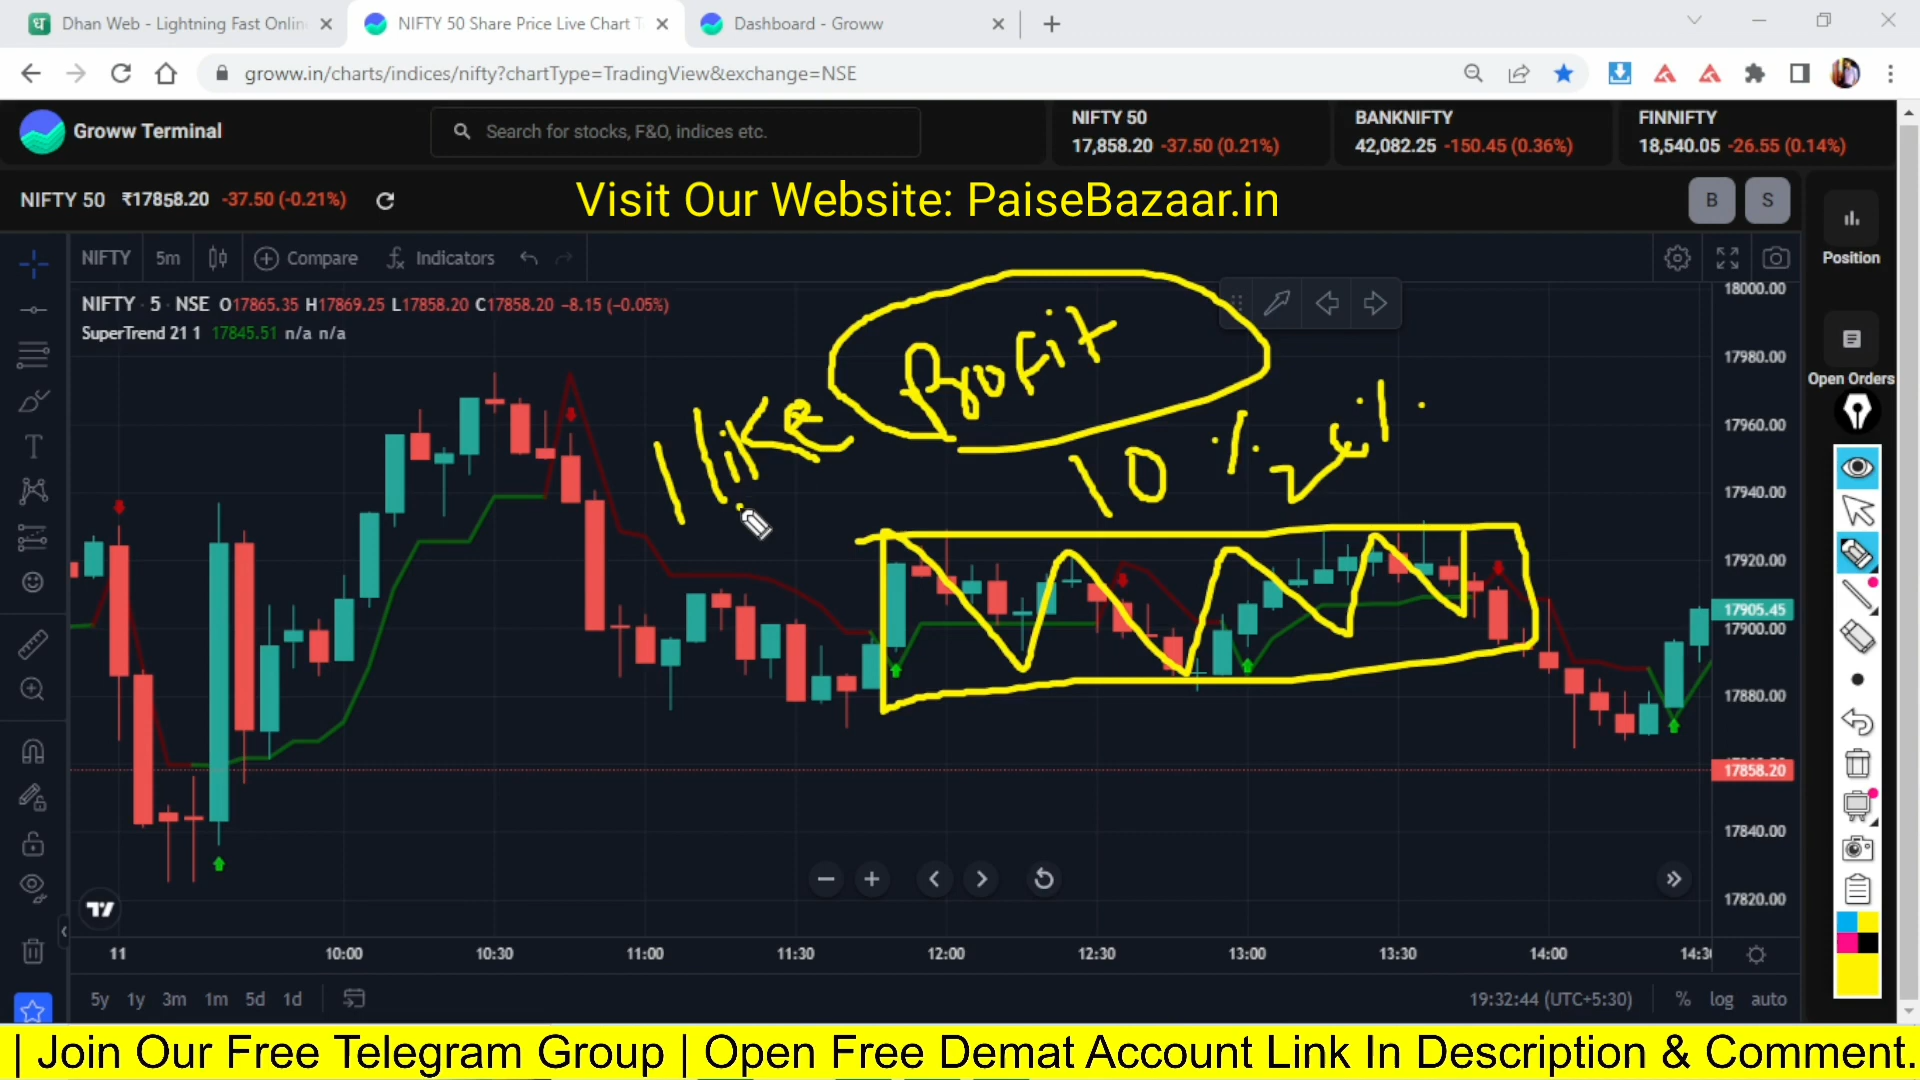 Dhan Web - Lightning Fast Onlin
NIFTY 50 Share Price Live Chart T
Dashboard - Groww
groww.in/charts/indices/nifty?chartType=TradingView&exchange=NSE
Groww Terminal
Search for stocks, F&O, indices etc.
NIFTY 50
17,858.20 -37.50 (0.21%)
BANKNIFTY
42,082.25 -150.45 (0.36%)
FINNIFTY
18,540.05 -26.55 (0.14%)
NIFTY 50 ₹17858.20 -37.50 (-0.21%)
Visit Our Website: PaiseBazaar.in
B S
Position
NIFTY 5m Compare Indicators
NIFTY · 5 · NSE O17865.35 H17869.25 L17858.20 C17858.20 -8.15 (-0.05%)
SuperTrend 21 1 17845.51 n/a n/a
Open Orders
1 like Profit
10 %
18000.00
17980.00
17960.00
17940.00
17920.00
17905.45
17900.00
17880.00
17858.20
17840.00
17820.00
11 10:00 10:30 11:00 11:30 12:00 12:30 13:00 13:30 14:00 14:3
5y 1y 3m 1m 5d 1d
19:32:44 (UTC+5:30) % log auto
| Join Our Free Telegram Group | Open Free Demat Account Link In Description & Comment.